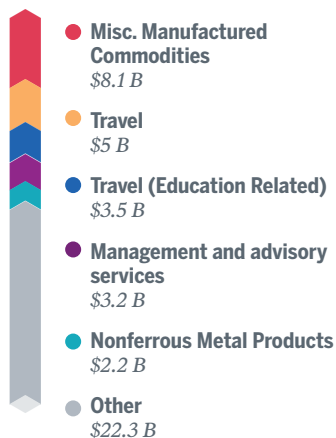 Misc. Manufactured
Commodities
$8.1 B
Travel
$5 B
Travel (Education Related)
$3.5 B
Management and advisory
services
$3.2 B
Nonferrous Metal Products
$2.2 B
Other
$22.3 B